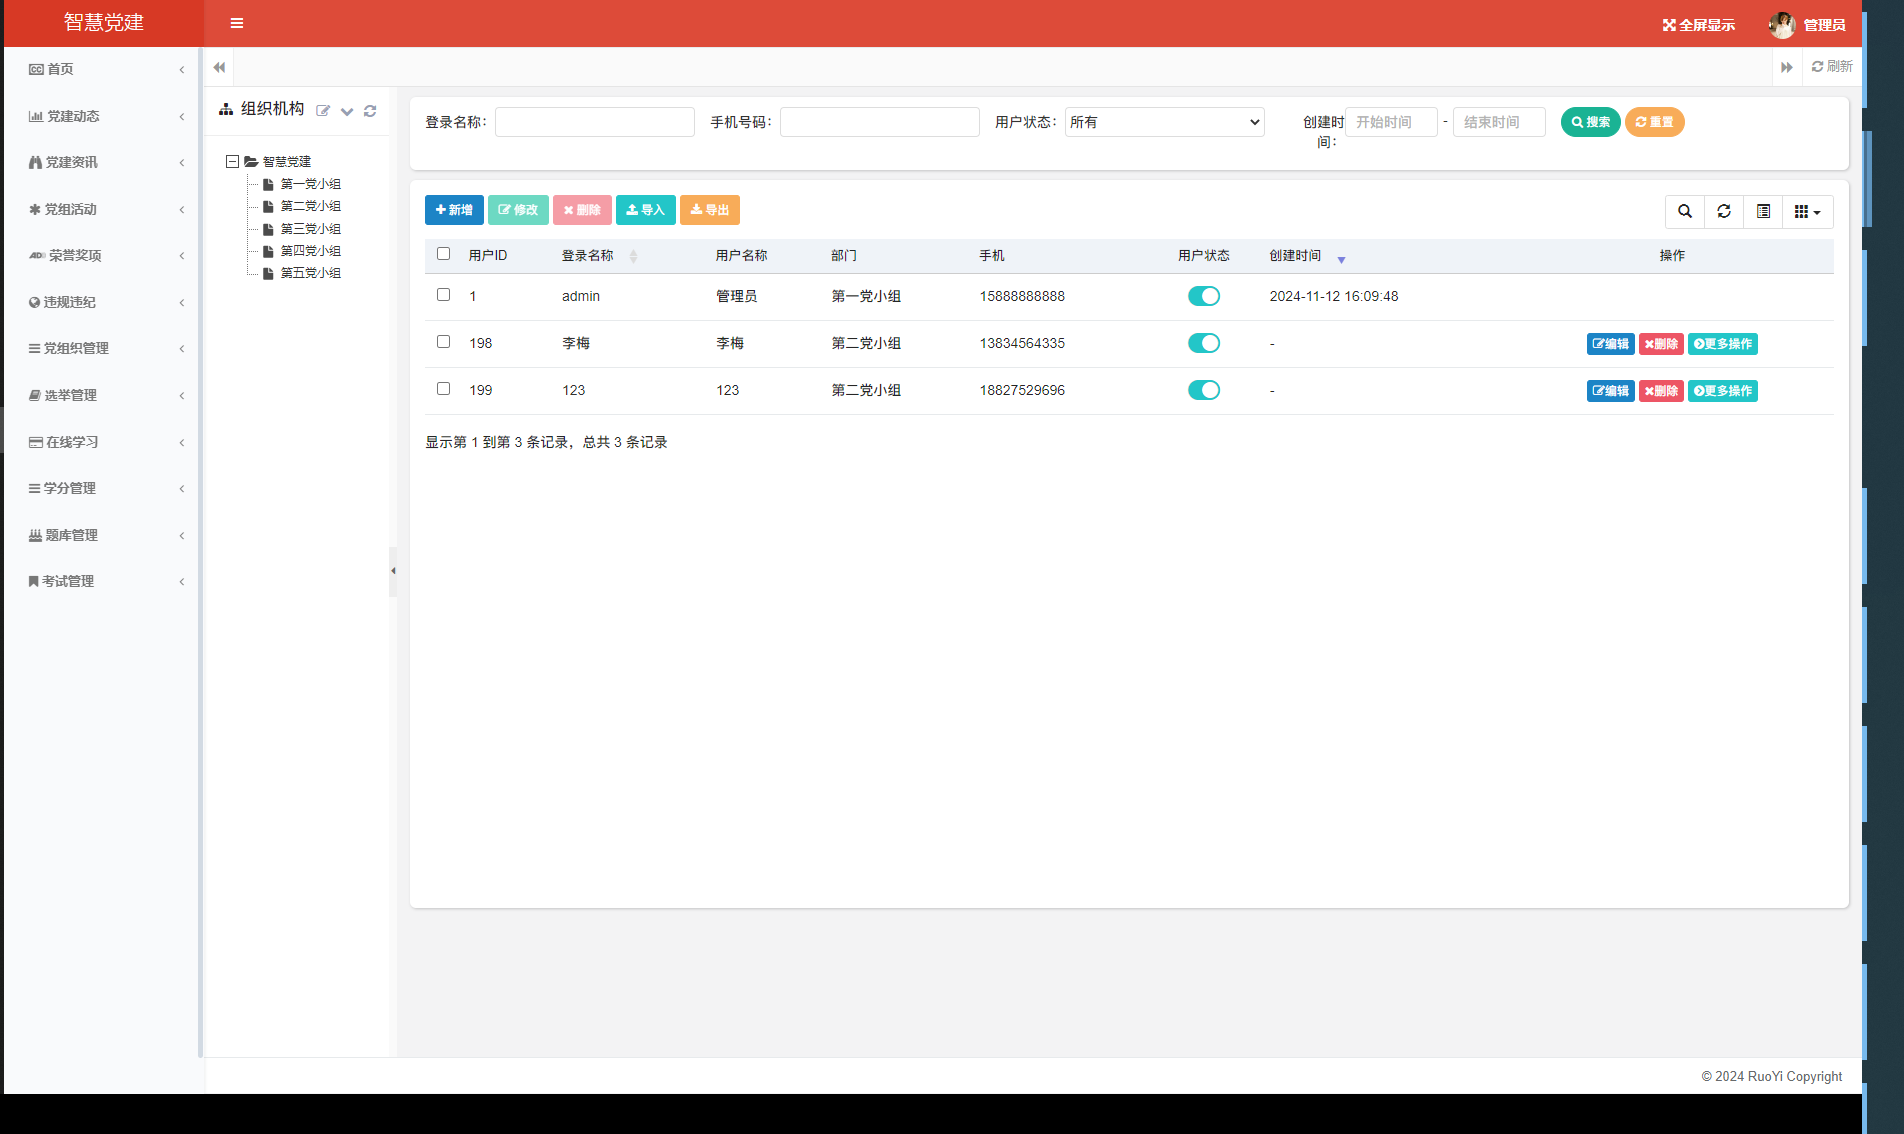 智慧党建
全屏显示
管理员
首页
党建动态
党建资讯
党组活动
荣誉奖项
违规违纪
党组织管理
选举管理
在线学习
学分管理
题库管理
考试管理
刷新
组织机构
智慧党建
第一党小组
第二党小组
第三党小组
第四党小组
第五党小组
登录名称： 手机号码： 用户状态： 所有 创建时间： 开始时间 - 结束时间 搜索 重置
新增 修改 删除 导入 导出
用户ID 登录名称 用户名称 部门 手机 用户状态 创建时间 操作
1 admin 管理员 第一党小组 15888888888 2024-11-12 16:09:48
198 李梅 李梅 第二党小组 13834564335 - 编辑 删除 更多操作
199 123 123 第二党小组 18827529696 - 编辑 删除 更多操作
显示第 1 到第 3 条记录，总共 3 条记录
© 2024 RuoYi Copyright